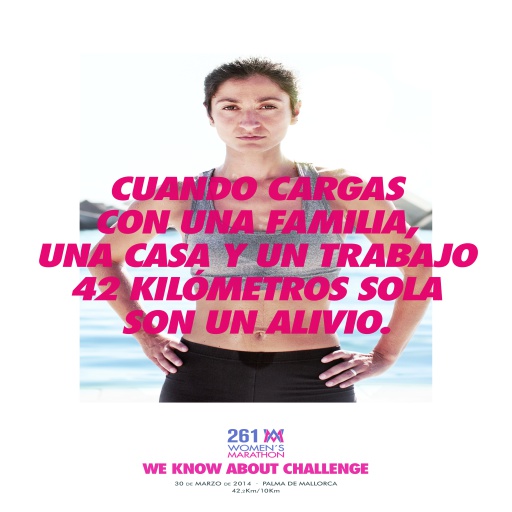 CUANDO CARGAS
CON UNA FAMILIA,
UNA CASA Y UN TRABAJO
42 KILÓMETROS SOLA
SON UN ALIVIO.
261
WOMEN'S
MARATHON
WE KNOW ABOUT CHALLENGE
30 DE MARZO DE 2014 · PALMA DE MALLORCA
42,2Km/10Km